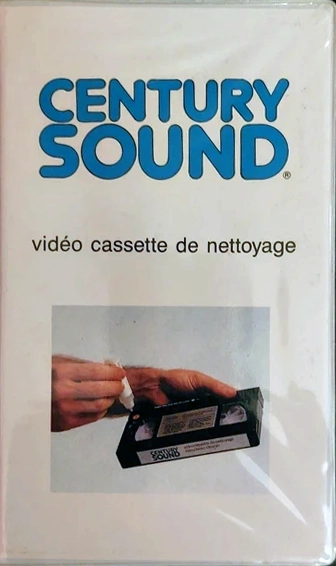 CENTURY
SOUND®
vidéo cassette de nettoyage
CENTURY
SOUND